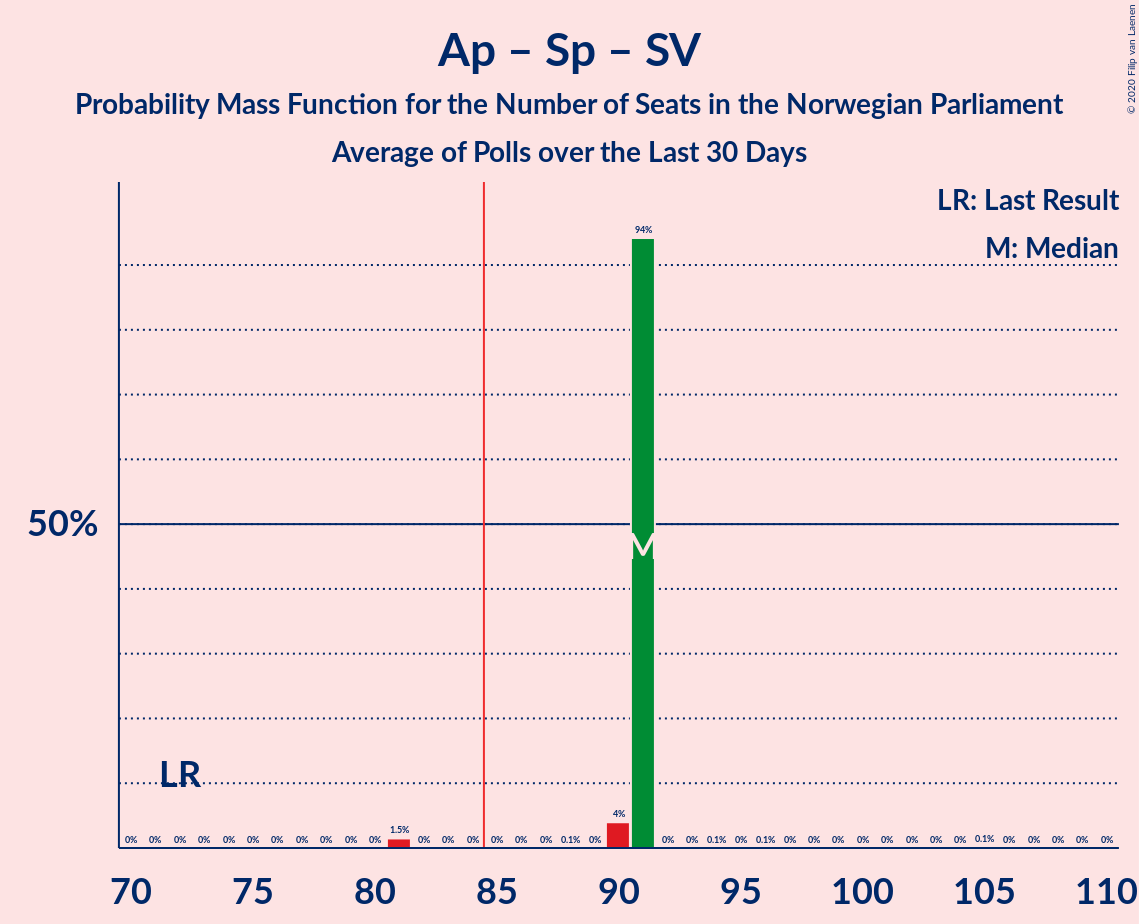 © 2020 Filip van Laenen
Ap – Sp – SV
Probability Mass Function for the Number of Seats in the Norwegian Parliament
Average of Polls over the Last 30 Days
LR: Last Result
M: Median
94%
50%
M
LR
4%
1.5%
0% 0% 0% 0% 0% 0% 0% 0% 0% 0% 0% 0% 0% 0% 0% 0% 0.1% 0% 0% 0% 0.1% 0% 0.1% 0% 0% 0% 0% 0% 0% 0% 0% 0.1% 0% 0% 0% 0% 0%
70 75 80 85 90 95 100 105 110